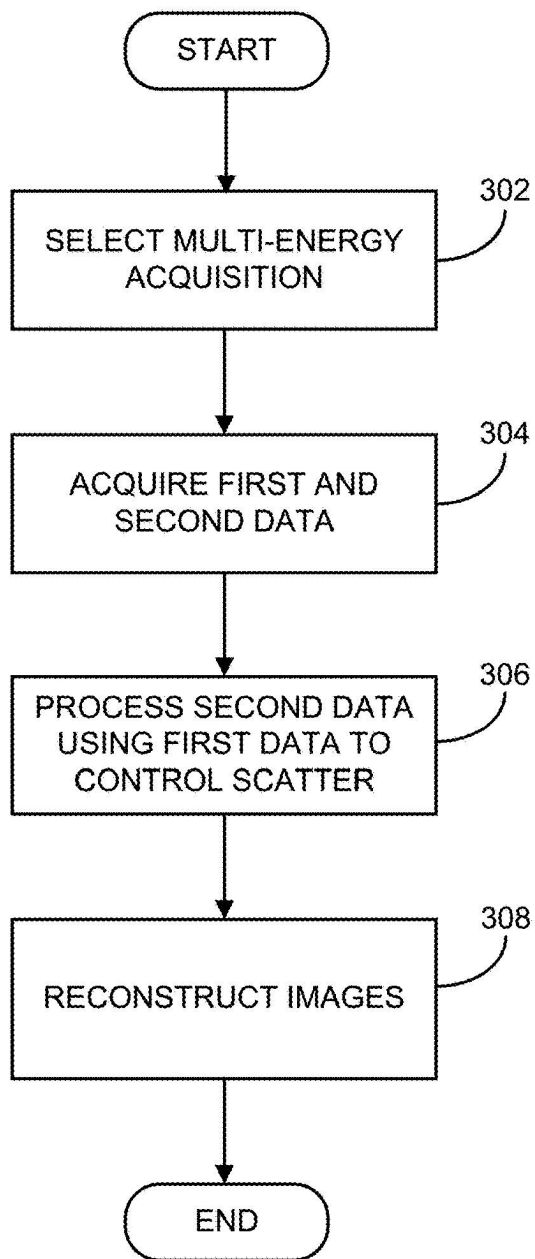 START
302
SELECT MULTI-ENERGY
ACQUISITION
304
ACQUIRE FIRST AND
SECOND DATA
306
PROCESS SECOND DATA
USING FIRST DATA TO
CONTROL SCATTER
308
RECONSTRUCT IMAGES
END